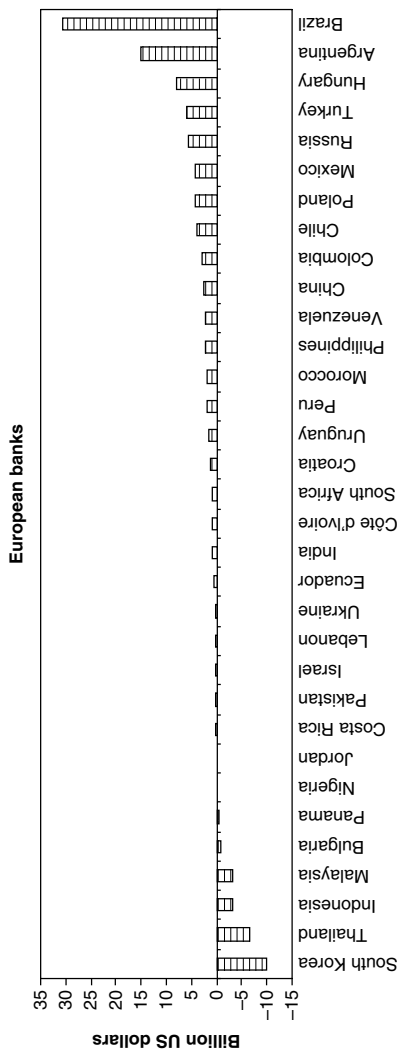 European banks
Billion US dollars
35
30
25
20
15
10
5
0
–5
–10
–15
South Korea
Thailand
Indonesia
Malaysia
Bulgaria
Panama
Nigeria
Jordan
Costa Rica
Pakistan
Israel
Lebanon
Ukraine
Ecuador
India
Côte d'Ivoire
South Africa
Croatia
Uruguay
Peru
Morocco
Philippines
Venezuela
China
Colombia
Chile
Poland
Mexico
Russia
Turkey
Hungary
Argentina
Brazil